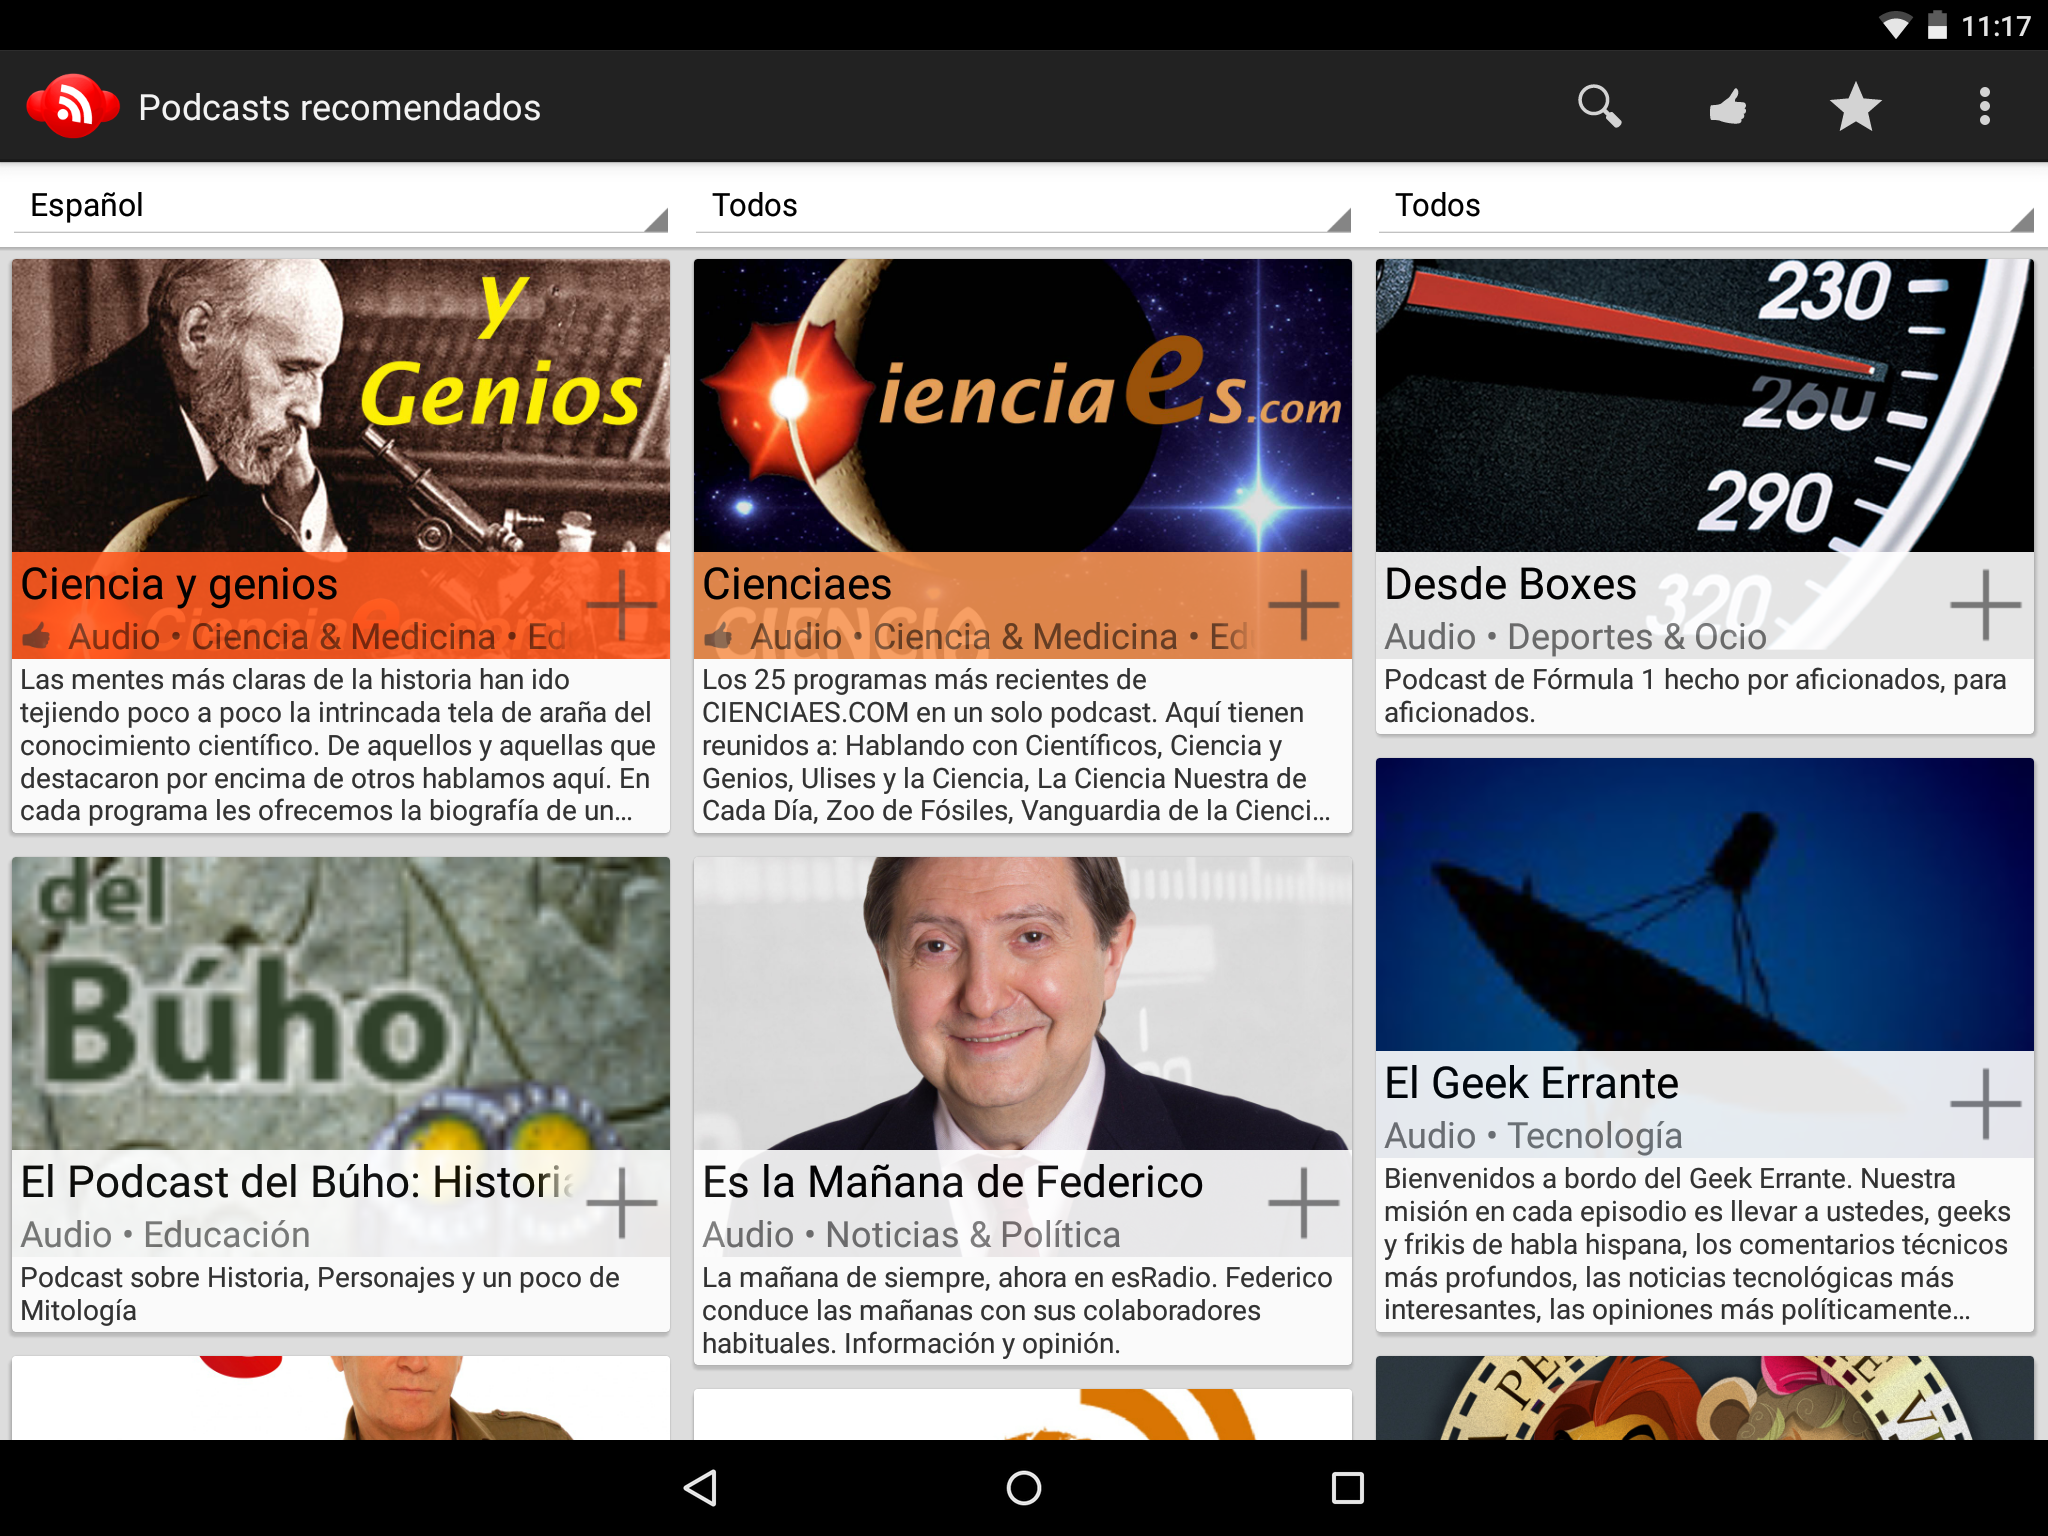 11:17
Podcasts recomendados
Español
Todos
Todos
y
Genios
Ciencia y genios
Audio • Ciencia & Medicina • Ed
Las mentes más claras de la historia han ido
tejiendo poco a poco la intrincada tela de araña del
conocimiento científico. De aquellos y aquellas que
destacaron por encima de otros hablamos aquí. En
cada programa les ofrecemos la biografía de un...
ienciaes.com
Cienciaes
Audio • Ciencia & Medicina • Edu
Los 25 programas más recientes de
CIENCIAES.COM en un solo podcast. Aquí tienen
reunidos a: Hablando con Científicos, Ciencia y
Genios, Ulises y la Ciencia, La Ciencia Nuestra de
Cada Día, Zoo de Fósiles, Vanguardia de la Cienci...
230
260
290
320
Desde Boxes
Audio • Deportes & Ocio
Podcast de Fórmula 1 hecho por aficionados, para
aficionados.
del
Búho
El Podcast del Búho: Historia
Audio • Educación
Podcast sobre Historia, Personajes y un poco de
Mitología
Es la Mañana de Federico
Audio • Noticias & Política
La mañana de siempre, ahora en esRadio. Federico
conduce las mañanas con sus colaboradores
habituales. Información y opinión.
El Geek Errante
Audio • Tecnología
Bienvenidos a bordo del Geek Errante. Nuestra
misión en cada episodio es llevar a ustedes, geeks
y frikis de habla hispana, los comentarios técnicos
más profundos, las noticias tecnológicas más
interesantes, las opiniones más políticamente...